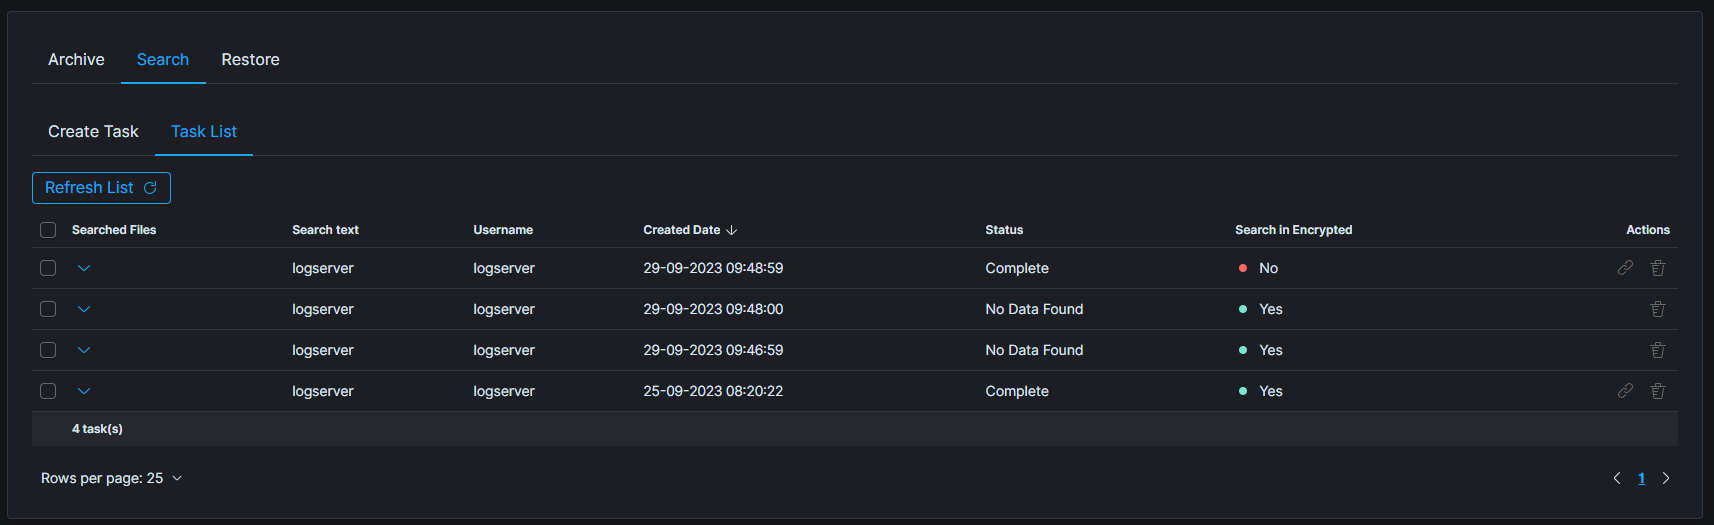 Archive Search Restore
Create Task Task List
Refresh List
Searched Files Search text Username Created Date Status Search in Encrypted Actions
logserver logserver 29-09-2023 09:48:59 Complete No
logserver logserver 29-09-2023 09:48:00 No Data Found Yes
logserver logserver 29-09-2023 09:46:59 No Data Found Yes
logserver logserver 25-09-2023 08:20:22 Complete Yes
4 task(s)
Rows per page: 25 1